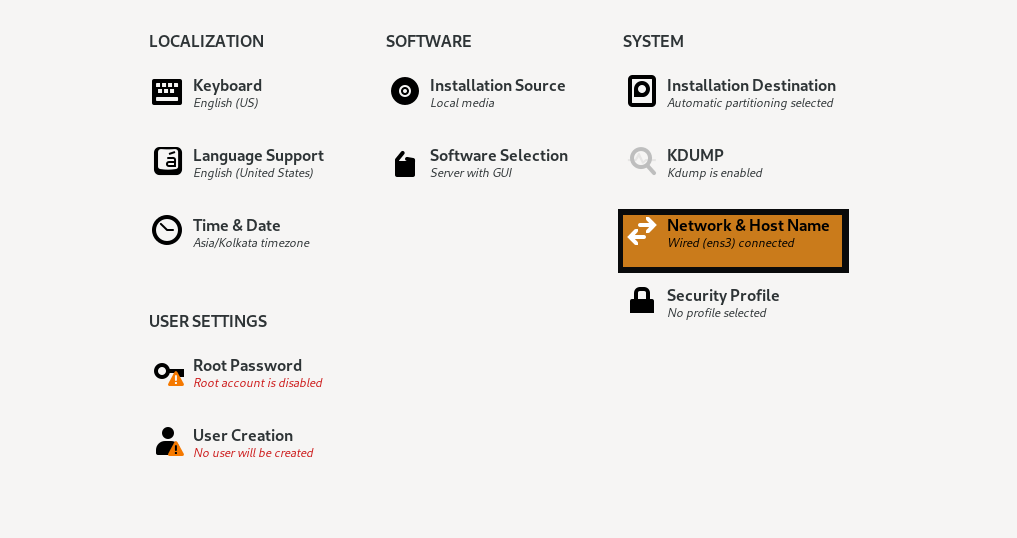 LOCALIZATION
Keyboard
English (US)
Language Support
English (United States)
Time & Date
Asia/Kolkata timezone
SOFTWARE
Installation Source
Local media
Software Selection
Server with GUI
SYSTEM
Installation Destination
Automatic partitioning selected
KDUMP
Kdump is enabled
Network & Host Name
Wired (ens3) connected
Security Profile
No profile selected
USER SETTINGS
Root Password
Root account is disabled
User Creation
No user will be created